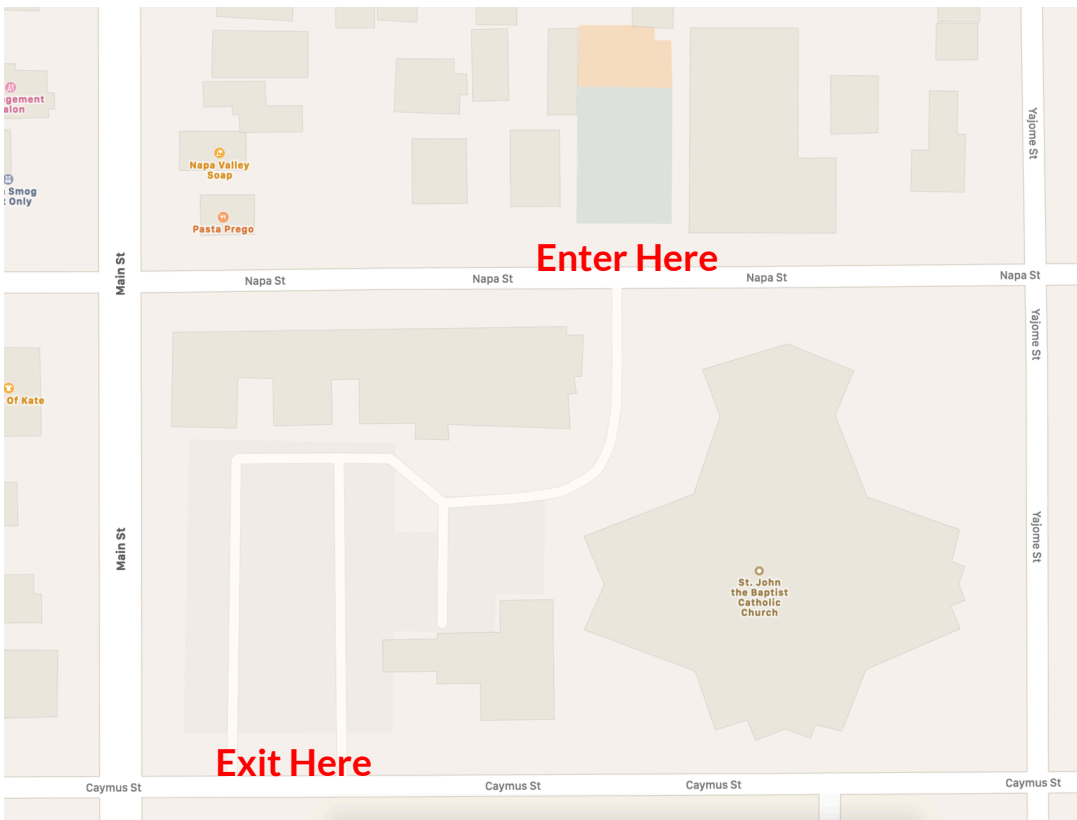 gement
alon
Napa Valley
Soap
Smog
t Only
Pasta Prego
Yajome St
Main St
Enter Here
Napa St
Napa St
Napa St
Napa St
Yajome St
Of Kate
Main St
Yajome St
St. John
the Baptist
Catholic
Church
Exit Here
Caymus St
Caymus St
Caymus St
Caymus St